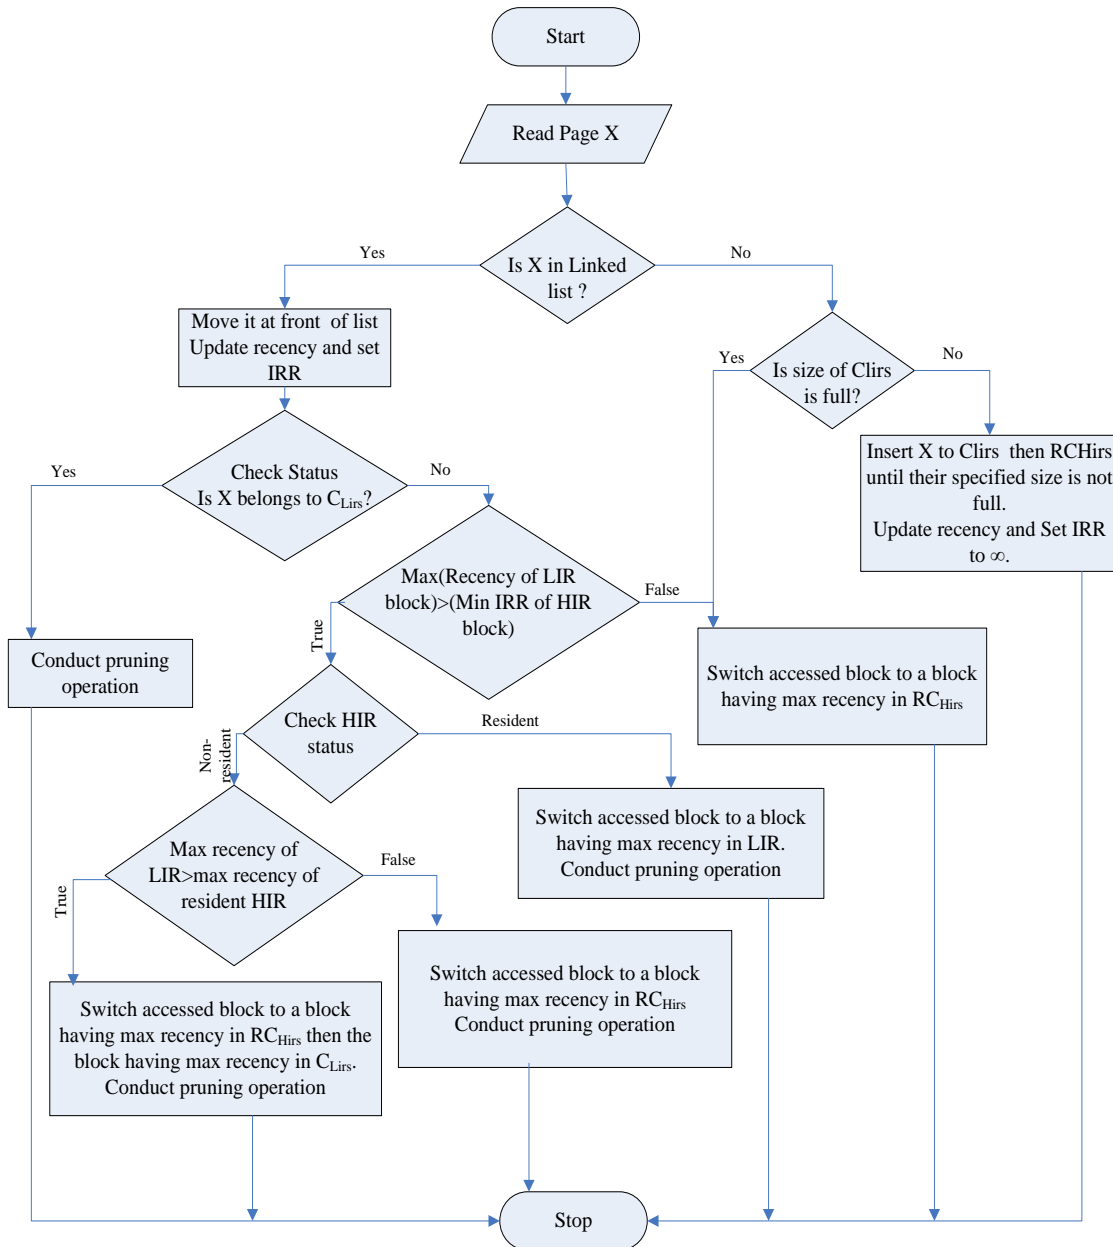 Start
Read Page X
Yes
Is X in Linked
list ?
No
Move it at front of list
Update recency and set
IRR
Yes
Is size of Clirs
is full?
No
Insert X to Clirs then RCHirs
until their specified size is not
full.
Update recency and Set IRR
to ∞.
Yes
Check Status
Is X belongs to CLirs?
No
Max(Recency of LIR
block)>(Min IRR of HIR
block)
False
True
Conduct pruning
operation
Switch accessed block to a block
having max recency in RCHirs
Check HIR
status
Resident
Non-
resident
Switch accessed block to a block
having max recency in LIR.
Conduct pruning operation
Max recency of
LIR>max recency of
resident HIR
False
True
Switch accessed block to a block
having max recency in RCHirs
Conduct pruning operation
Switch accessed block to a block
having max recency in RCHirs then the
block having max recency in CLirs.
Conduct pruning operation
Stop